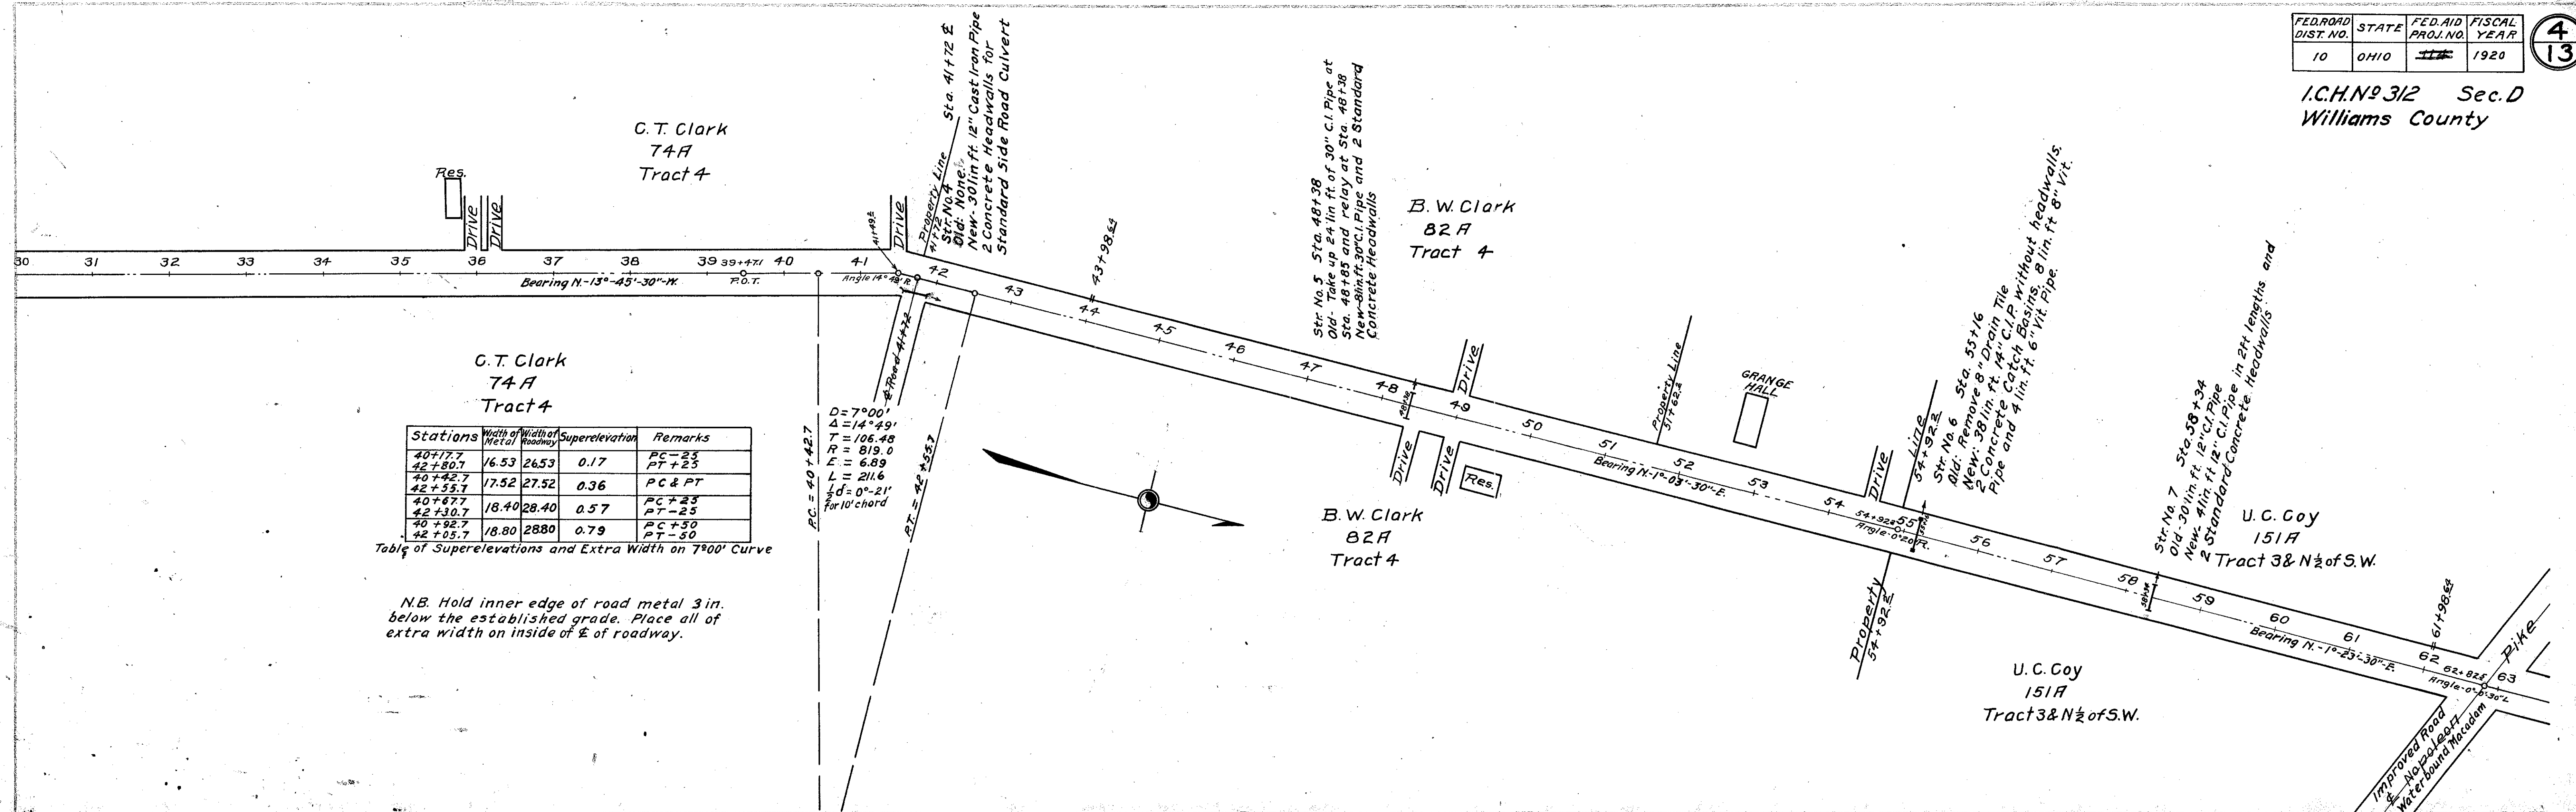 FED.ROAD DIST. NO. STATE FED. AID PROJ. NO. FISCAL YEAR
10 OHIO 1920
4
13
I.C.H. Nº 312 Sec. D
Williams County
C. T. Clark
74 A
Tract 4
Res.
Drive
Drive
Drive
Property Line
41+72
Str. No. 4 Sta. 41+72 ⅊
Old: None.
New- 30 lin ft. 12" Cast Iron Pipe
2 Concrete Headwalls for
Standard Side Road Culvert
30 31 32 33 34 35 36 37 38 39 39+47.1 40 41 42
Bearing N.-13°-45'-30"-W.
P.O.T.
Angle 14°49' R.
43 44 45 46 47 48 49 50 51 52 53 54 55 56 57 58 59 60 61 62 63
43+98.64
Str. No. 5 Sta. 48+38
Old- Take up 24 lin ft. of 30" C.I. Pipe at
Sta. 48+85 and relay at Sta. 48+38
New-8 lin.ft. 30" C.I. Pipe and 2 Standard
Concrete Headwalls
B. W. Clark
82 A
Tract 4
48+38
Drive
Drive
Drive
Res.
Property Line
51+62.2
GRANGE
HALL
Bearing N.-1°-03'-30"-E.
Drive
Line
54+92.2
Str. No. 6 Sta. 55+16
Old: Remove 8" Drain Tile
New: 38 lin. ft. 14" C.I.P. without headwalls.
2 Concrete Catch Basins, 8 lin. ft 8" Vit.
Pipe and 4 lin. ft. 6" Vit. Pipe.
Angle-0°20' R.
Property
54+92.2
Str. No. 7 Sta. 58+34
Old- 30 lin. ft. 12" C.I. Pipe
New- 4 lin. ft 12" C.I. Pipe in 2ft lengths and
2 Standard Concrete Headwalls
58+34
U. C. Coy
151 A
Tract 3 & N ½ of S.W.
61+98.64
Bearing N.-1°-23'-30"-E.
Pike
Improved Road
Napoleon
Waterbound Macadam
C. T. Clark
74 A
Tract 4
Stations Width of Metal Width of Roadway Superelevation Remarks
40+17.7 42+80.7 16.53 26.53 0.17 PC-25 PT+25
40+42.7 42+55.7 17.52 27.52 0.36 PC & PT
40+67.7 42+30.7 18.40 28.40 0.57 PC+25 PT-25
40+92.7 42+05.7 18.80 28.80 0.79 PC+50 PT-50
Table of Superelevations and Extra Width on 7°00' Curve
N.B. Hold inner edge of road metal 3 in.
below the established grade. Place all of
extra width on inside of ⅊ of roadway.
P.C. = 40+42.7
D = 7°00'
Δ = 14°49'
T = 106.48
R = 819.0
E = 6.89
L = 211.6
½ d = 0°-21'
for 10' chord
Road 41+72
P.T. = 42+55.7
B. W. Clark
82 A
Tract 4
U. C. Coy
151 A
Tract 3 & N ½ of S.W.